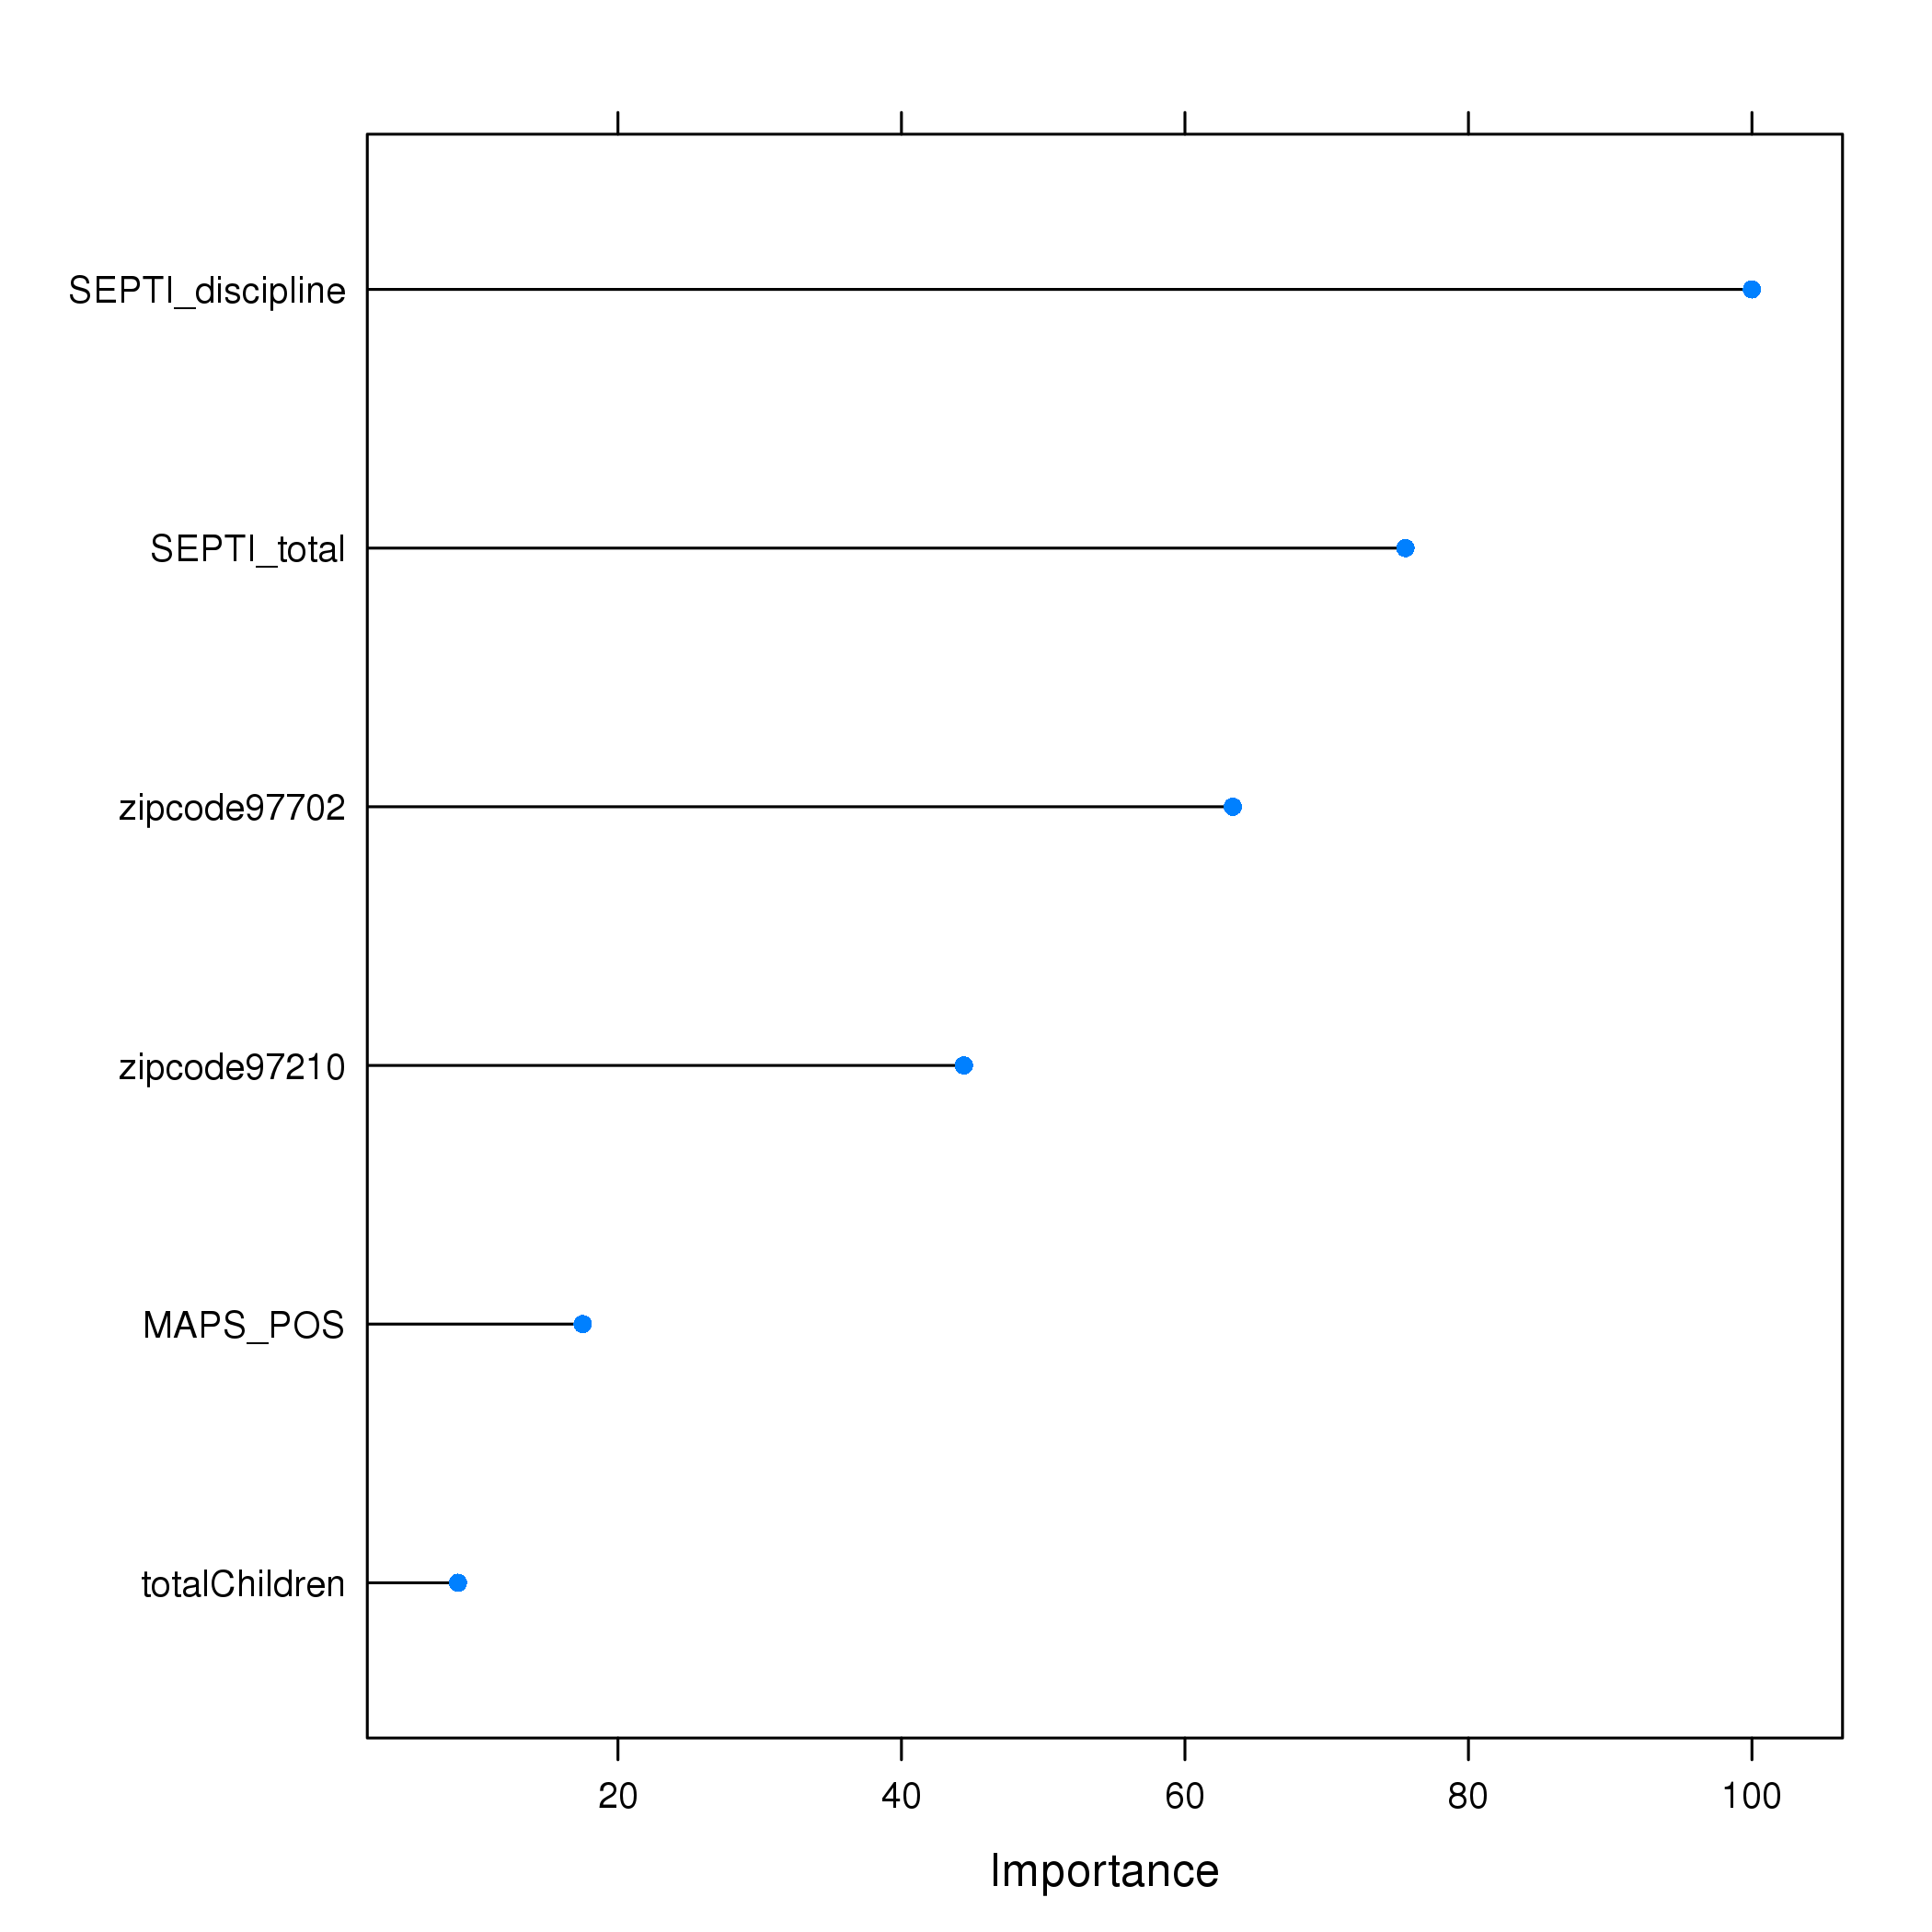 SEPTI_discipline
SEPTI_total
zipcode97702
zipcode97210
MAPS_POS
totalChildren
20 40 60 80 100
Importance